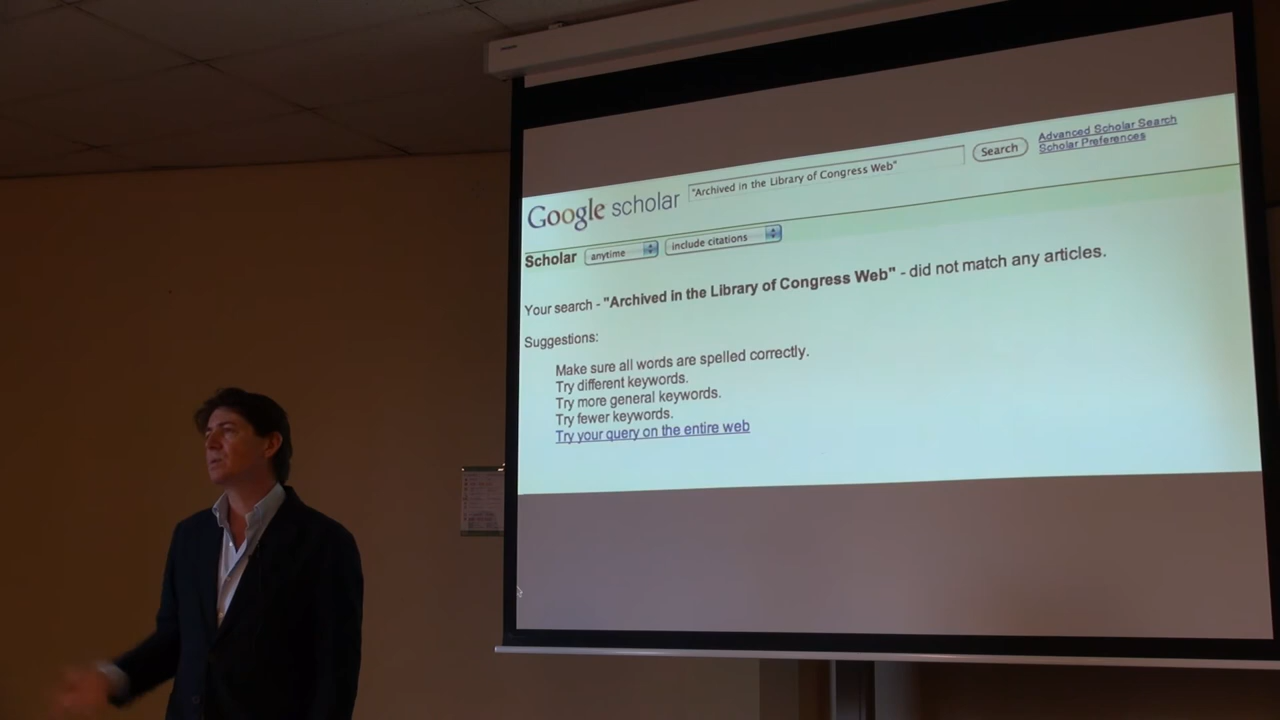 Advanced Scholar Search
Google scholar "Archived in the Library of Congress Web" Search Scholar Preferences
Scholar anytime include citations
Your search - "Archived in the Library of Congress Web" - did not match any articles.
Suggestions:
Make sure all words are spelled correctly.
Try different keywords.
Try more general keywords.
Try fewer keywords.
Try your query on the entire web